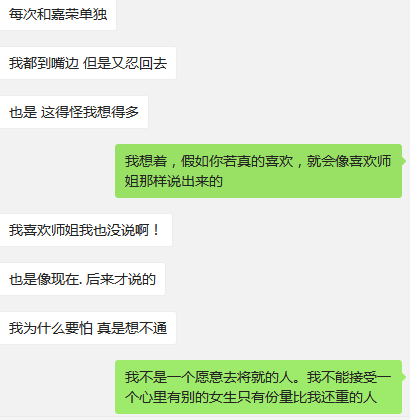 每次和嘉荣单独
我都到嘴边 但是又忍回去
也是 这得怪我想得多
我想着，假如你若真的喜欢，就会像喜欢师
姐那样说出来的
我喜欢师姐我也没说啊！
也是像现在. 后来才说的
我为什么要怕 真是想不通
我不是一个愿意去将就的人。我不能接受一
个心里有别的女生只有份量比我还重的人